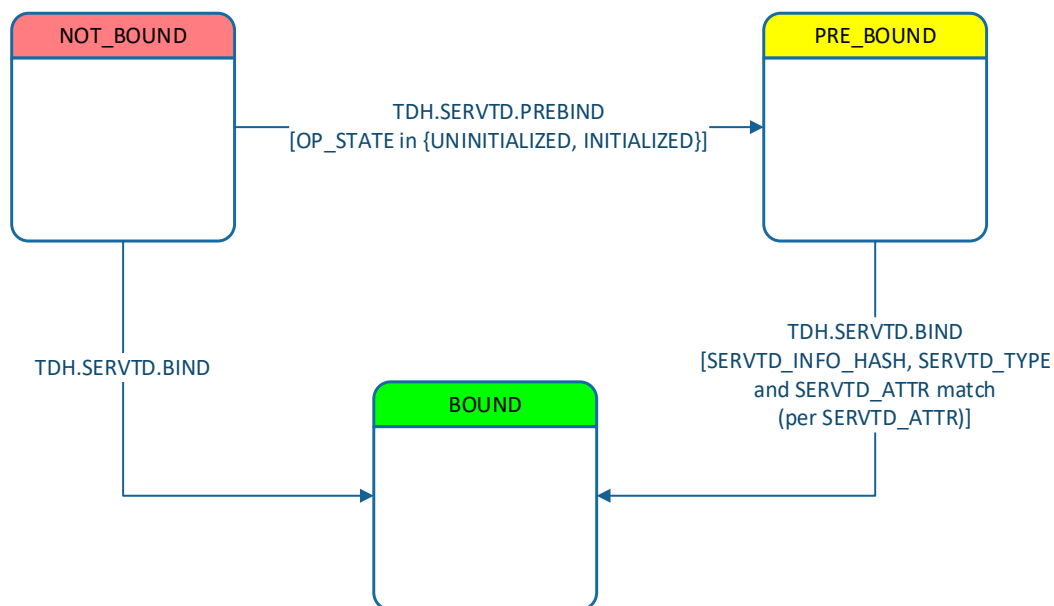 NOT_BOUND
PRE_BOUND
TDH.SERVTD.PREBIND
[OP_STATE in {UNINITIALIZED, INITIALIZED}]
TDH.SERVTD.BIND
TDH.SERVTD.BIND
[SERVTD_INFO_HASH, SERVTD_TYPE
and SERVTD_ATTR match
(per SERVTD_ATTR)]
BOUND